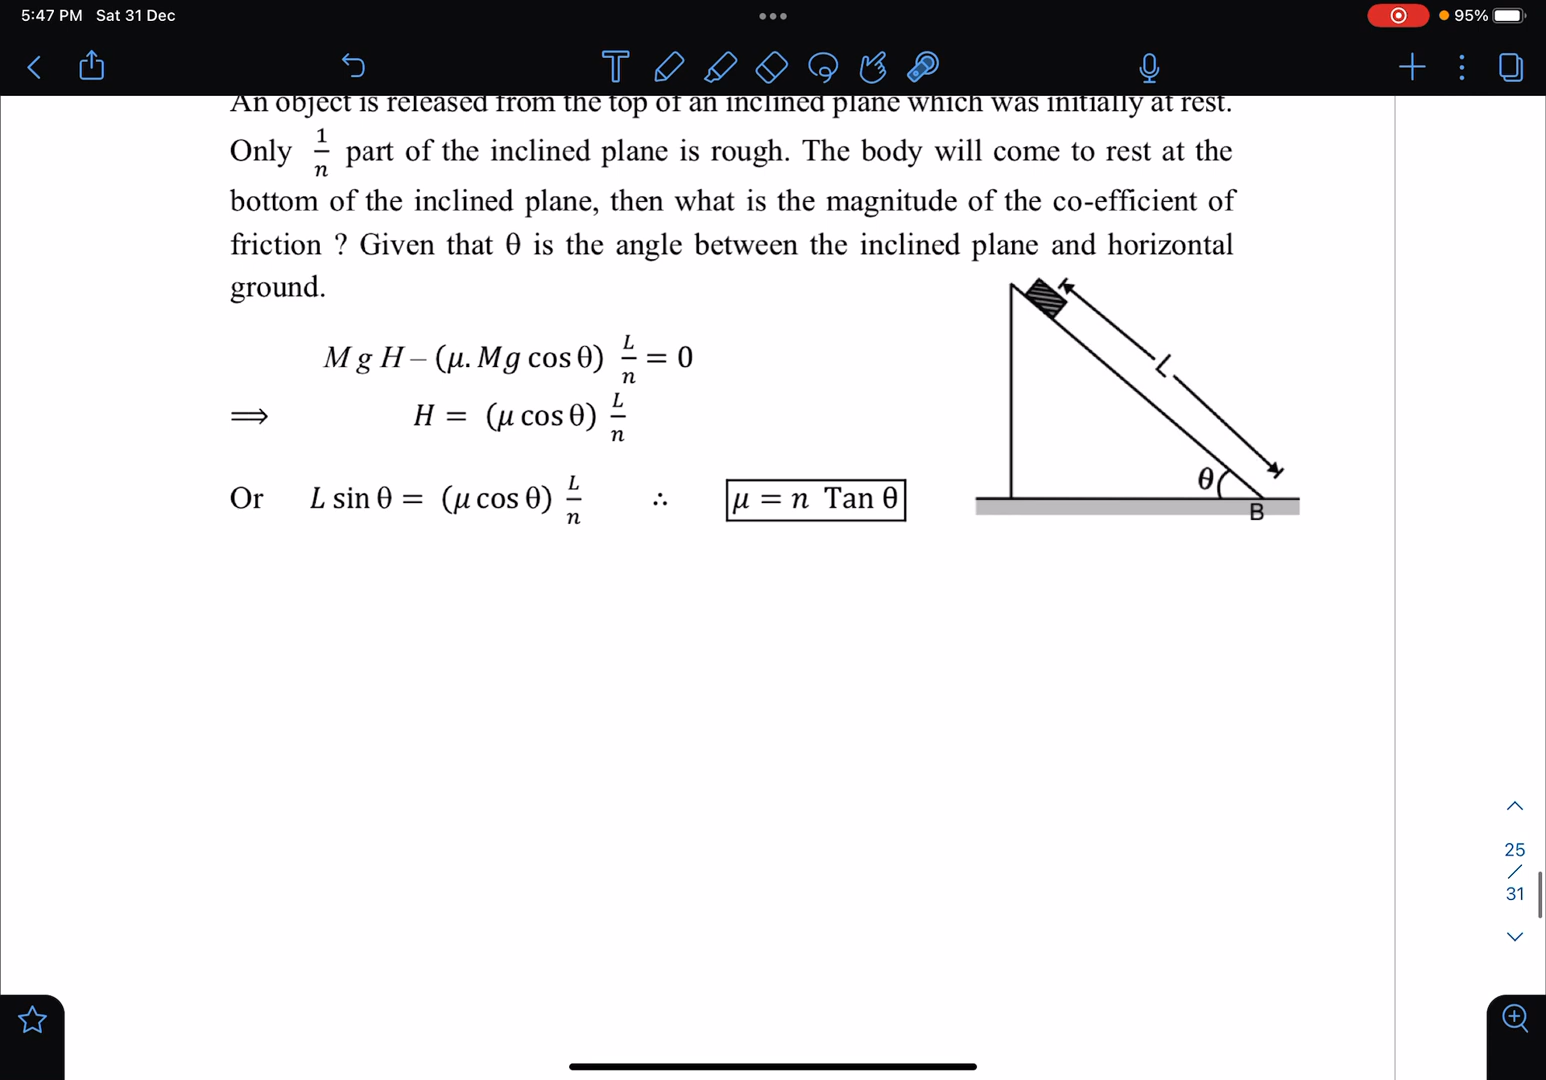 5:47 PM Sat 31 Dec
95%
An object is released from the top of an inclined plane which was initially at rest.
Only 1/n part of the inclined plane is rough. The body will come to rest at the
bottom of the inclined plane, then what is the magnitude of the co-efficient of
friction ? Given that θ is the angle between the inclined plane and horizontal
ground.
M g H – (μ. Mg cos θ) L/n = 0
⟹ H = (μ cos θ) L/n
Or L sin θ = (μ cos θ) L/n ∴ μ = n Tan θ
L
θ
B
25
/
31